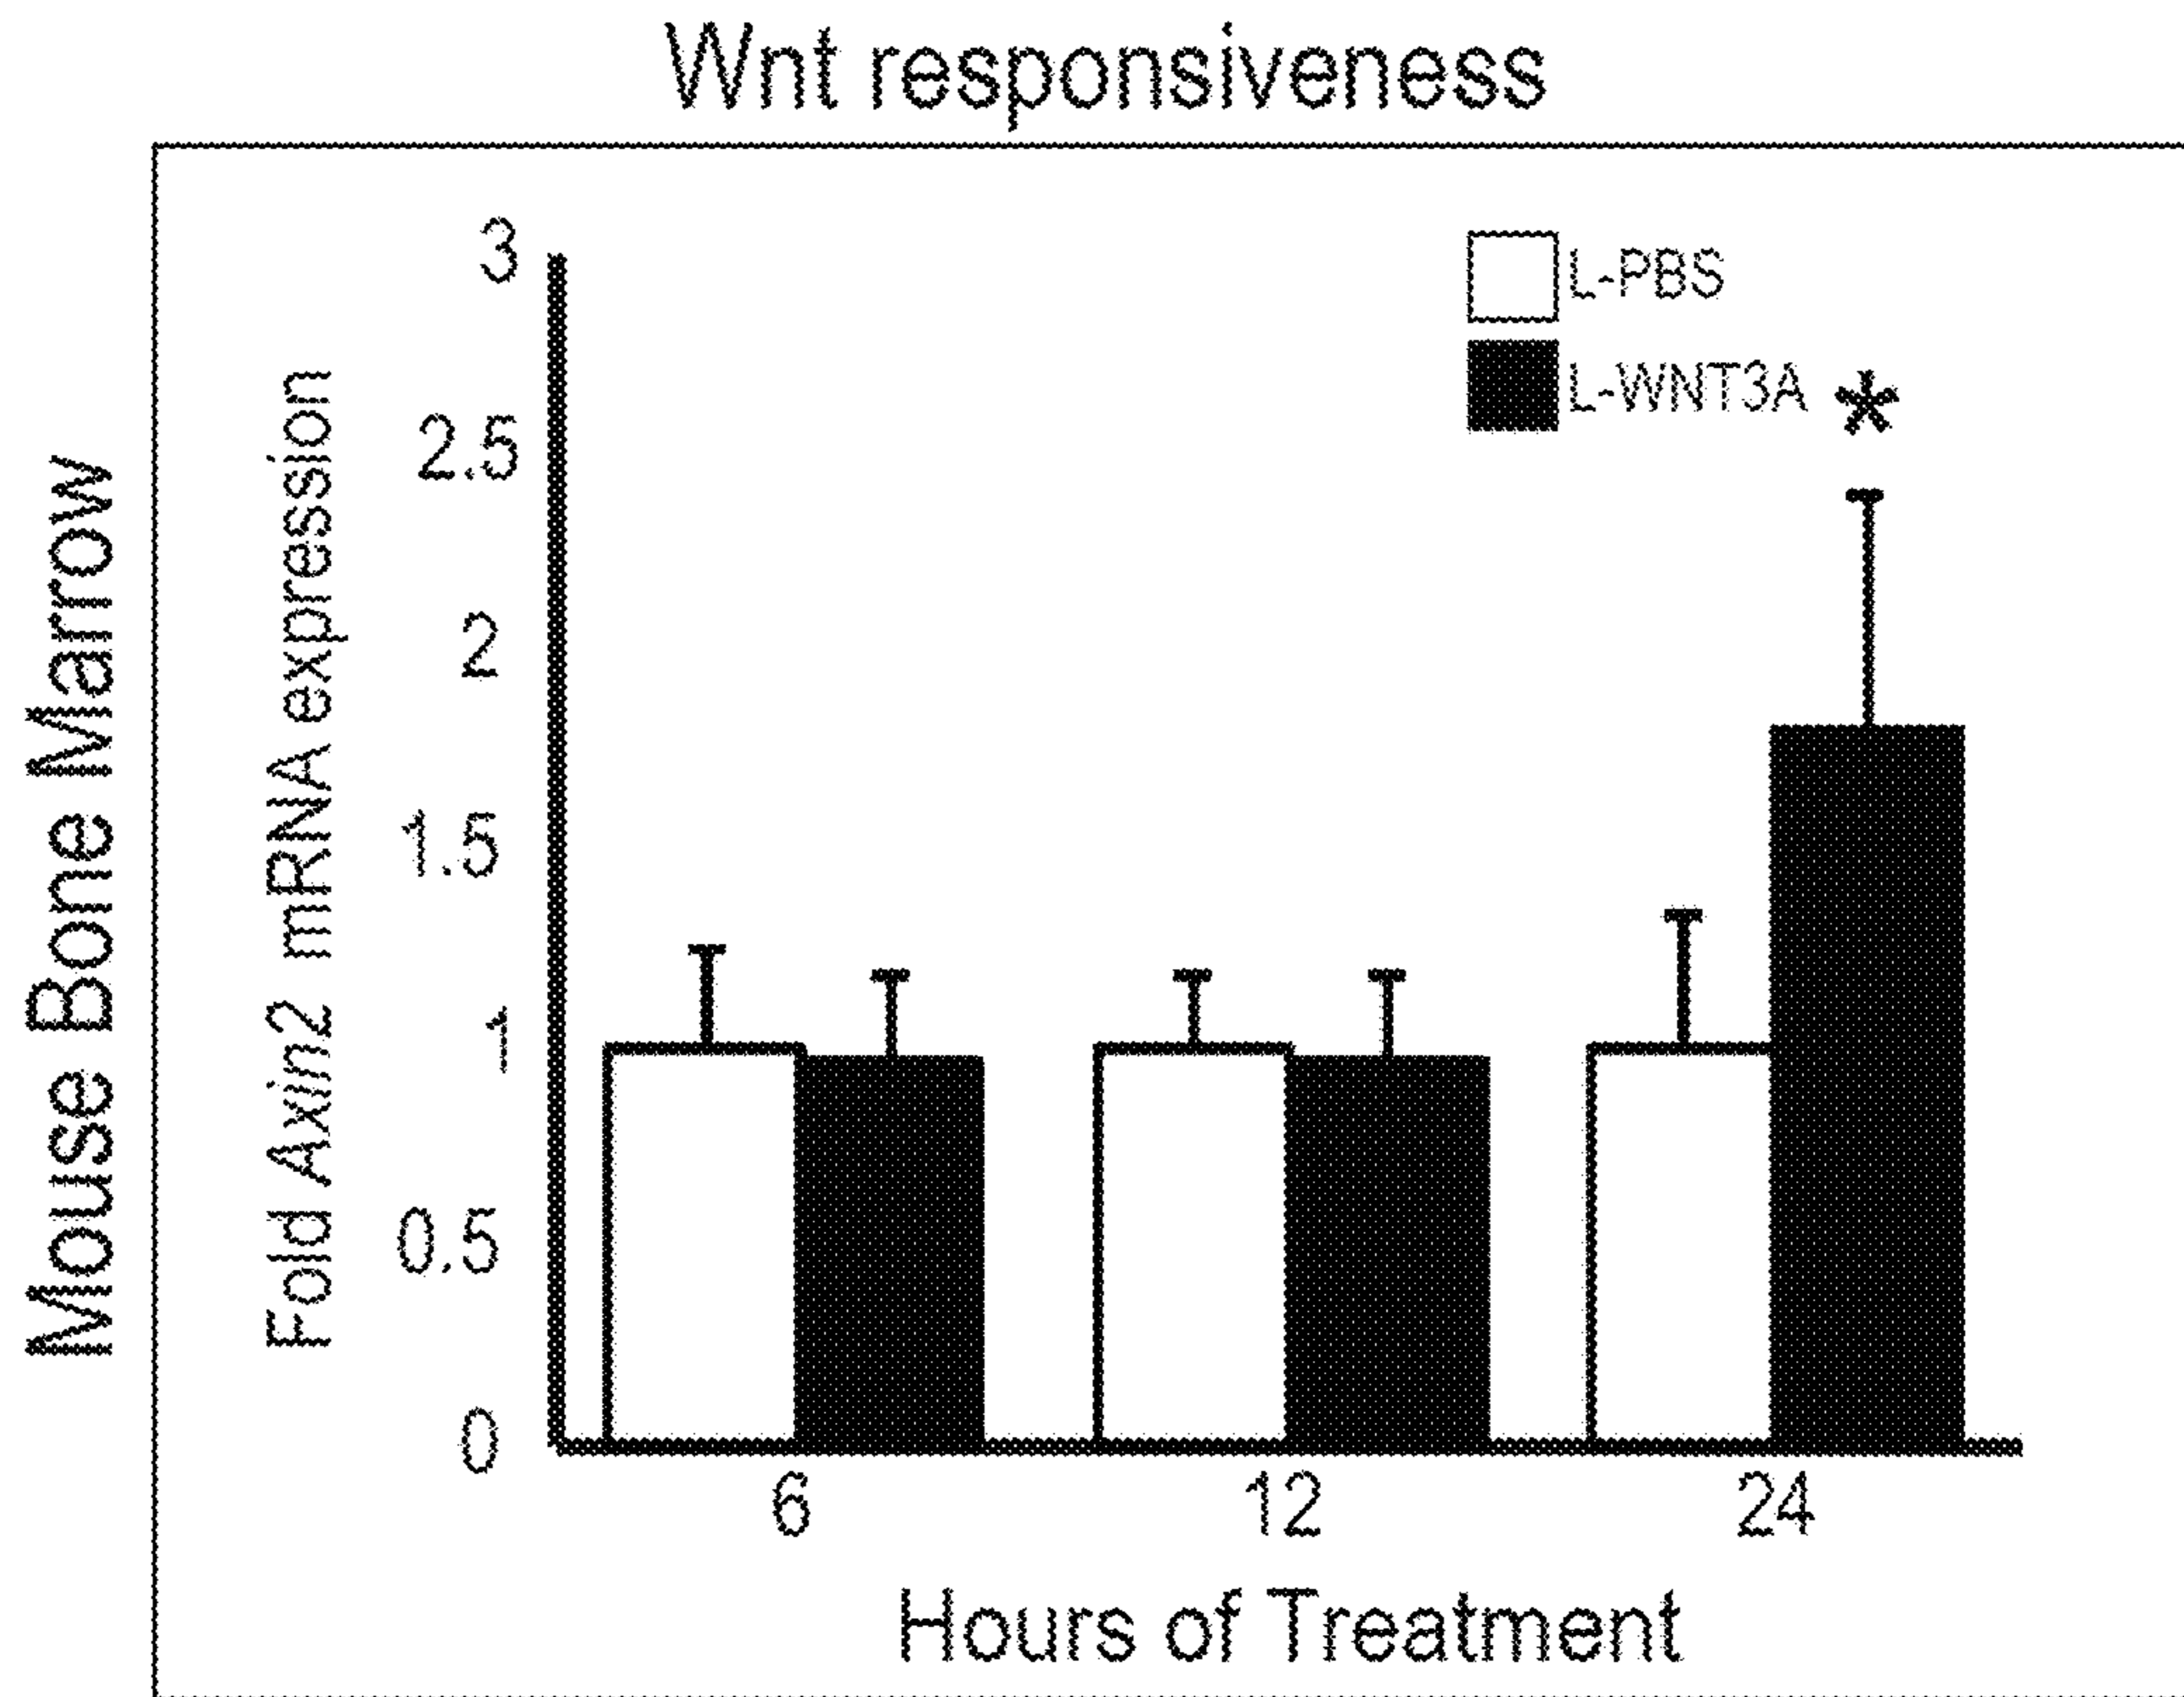 Wnt responsiveness
Mouse Bone Marrow
Fold Axin2 mRNA expression
3
2.5
2
1.5
1
0.5
0
L-PBS
L-WNT3A
*
6 12 24
Hours of Treatment